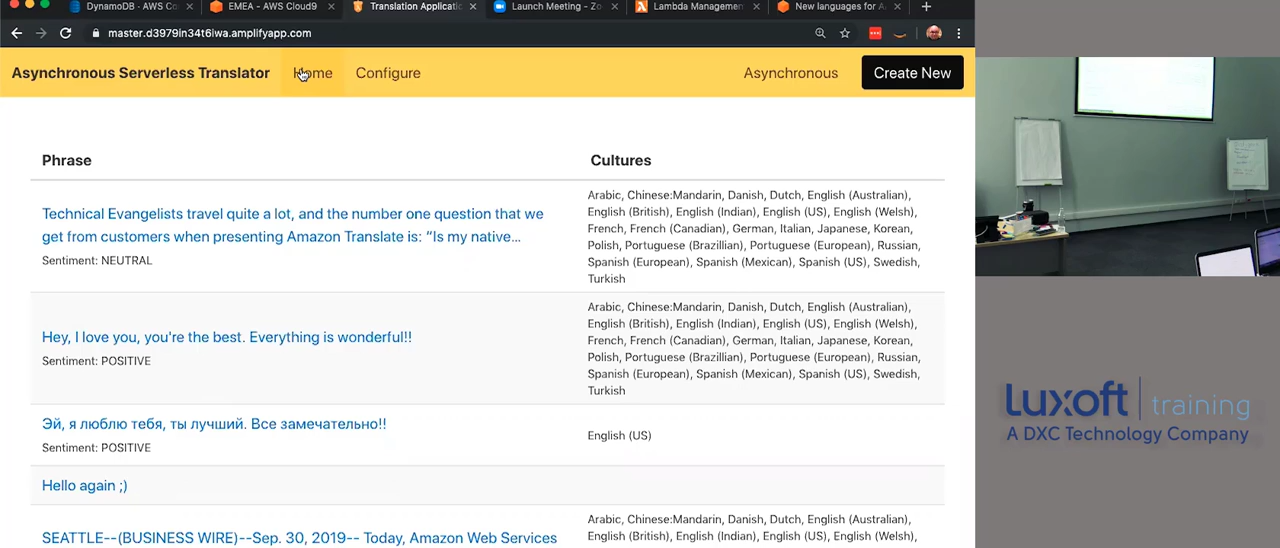 DynamoDB - AWS Co
EMEA - AWS Cloud9
Translation Applicati
Launch Meeting - Zo
Lambda Managemen
New languages for A
master.d3979in34t6iwa.amplifyapp.com
Asynchronous Serverless Translator
Home
Configure
Asynchronous
Create New
Phrase
Cultures
Technical Evangelists travel quite a lot, and the number one question that we
get from customers when presenting Amazon Translate is: “Is my native...
Sentiment: NEUTRAL
Arabic, Chinese:Mandarin, Danish, Dutch, English (Australian),
English (British), English (Indian), English (US), English (Welsh),
French, French (Canadian), German, Italian, Japanese, Korean,
Polish, Portuguese (Brazillian), Portuguese (European), Russian,
Spanish (European), Spanish (Mexican), Spanish (US), Swedish,
Turkish
Hey, I love you, you're the best. Everything is wonderful!!
Sentiment: POSITIVE
Arabic, Chinese:Mandarin, Danish, Dutch, English (Australian),
English (British), English (Indian), English (US), English (Welsh),
French, French (Canadian), German, Italian, Japanese, Korean,
Polish, Portuguese (Brazillian), Portuguese (European), Russian,
Spanish (European), Spanish (Mexican), Spanish (US), Swedish,
Turkish
Эй, я люблю тебя, ты лучший. Все замечательно!!
Sentiment: POSITIVE
English (US)
Hello again ;)
SEATTLE--(BUSINESS WIRE)--Sep. 30, 2019-- Today, Amazon Web Services
Arabic, Chinese:Mandarin, Danish, Dutch, English (Australian),
English (British), English (Indian), English (US), English (Welsh),
luxoft training
A DXC Technology Company